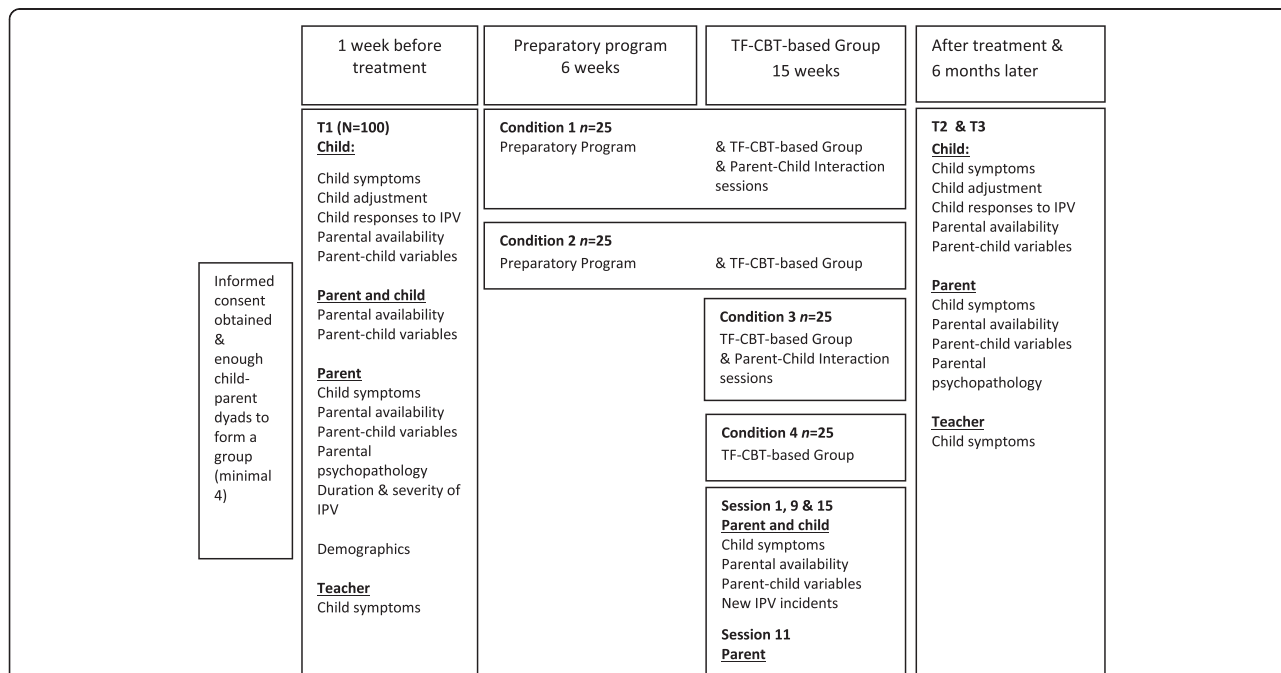 1 week before
treatment
Preparatory program
6 weeks
TF-CBT-based Group
15 weeks
After treatment &
6 months later
Informed
consent
obtained
&
enough
child-
parent
dyads to
form a
group
(minimal
4)
T1 (N=100)
Child:
Child symptoms
Child adjustment
Child responses to IPV
Parental availability
Parent-child variables
Parent and child
Parental availability
Parent-child variables
Parent
Child symptoms
Parental availability
Parent-child variables
Parental
psychopathology
Duration & severity of
IPV
Demographics
Teacher
Child symptoms
Condition 1 n=25
Preparatory Program
& TF-CBT-based Group
& Parent-Child Interaction
sessions
Condition 2 n=25
Preparatory Program
& TF-CBT-based Group
Condition 3 n=25
TF-CBT-based Group
& Parent-Child Interaction
sessions
Condition 4 n=25
TF-CBT-based Group
Session 1, 9 & 15
Parent and child
Child symptoms
Parental availability
Parent-child variables
New IPV incidents
Session 11
Parent
T2 & T3
Child:
Child symptoms
Child adjustment
Child responses to IPV
Parental availability
Parent-child variables
Parent
Child symptoms
Parental availability
Parent-child variables
Parental
psychopathology
Teacher
Child symptoms